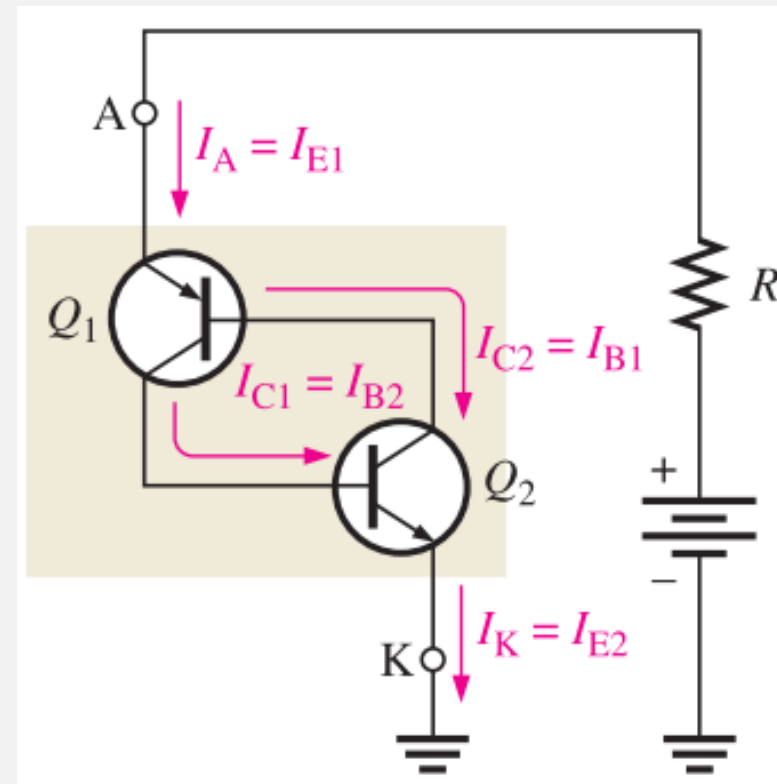 A
I_A = I_E1
Q_1
R
I_C2 = I_B1
I_C1 = I_B2
Q_2
+
−
I_K = I_E2
K